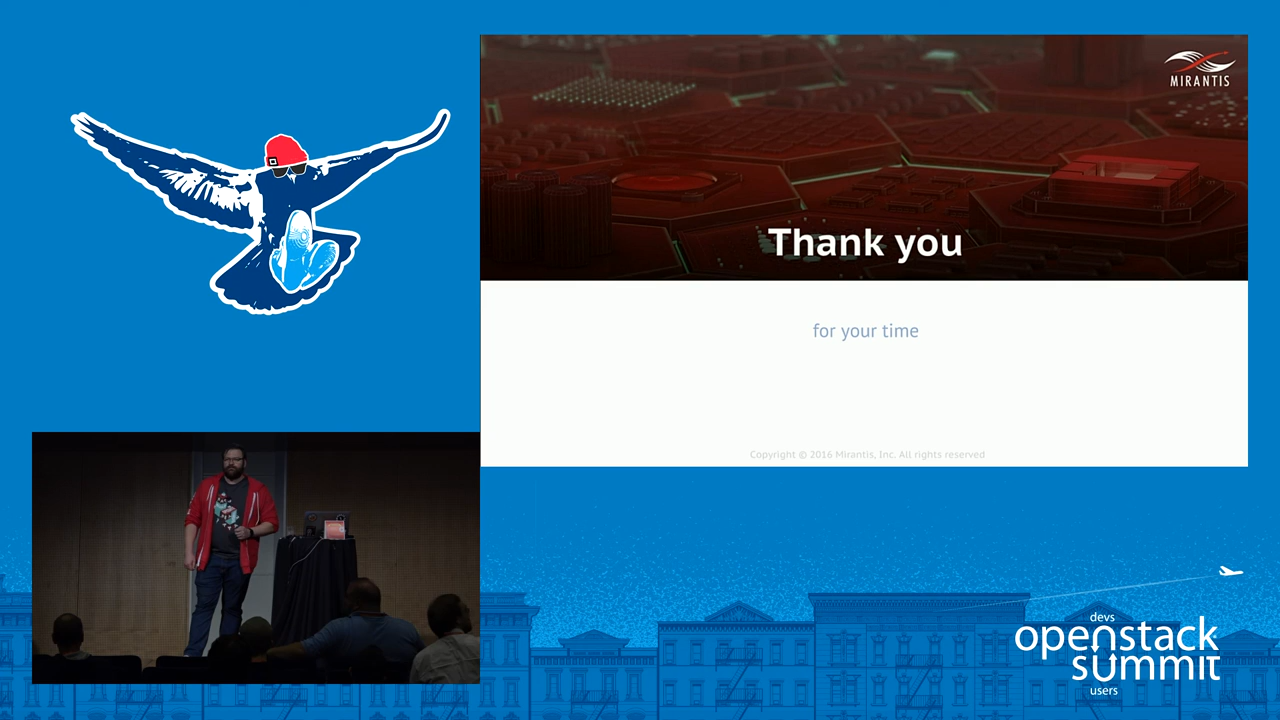 MIRANTIS
Thank you
for your time
Copyright © 2016 Mirantis, Inc. All rights reserved
devs
openstack
summit
users